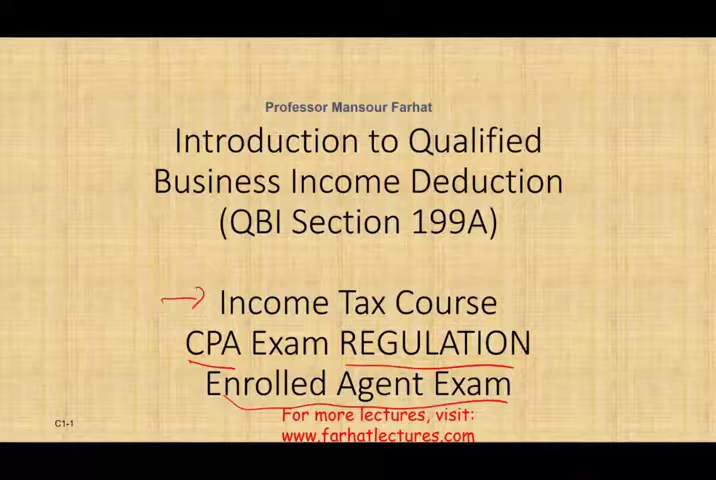 Professor Mansour Farhat
Introduction to Qualified
Business Income Deduction
(QBI Section 199A)
Income Tax Course
CPA Exam REGULATION
Enrolled Agent Exam
For more lectures, visit:
www.farhatlectures.com
C1-1